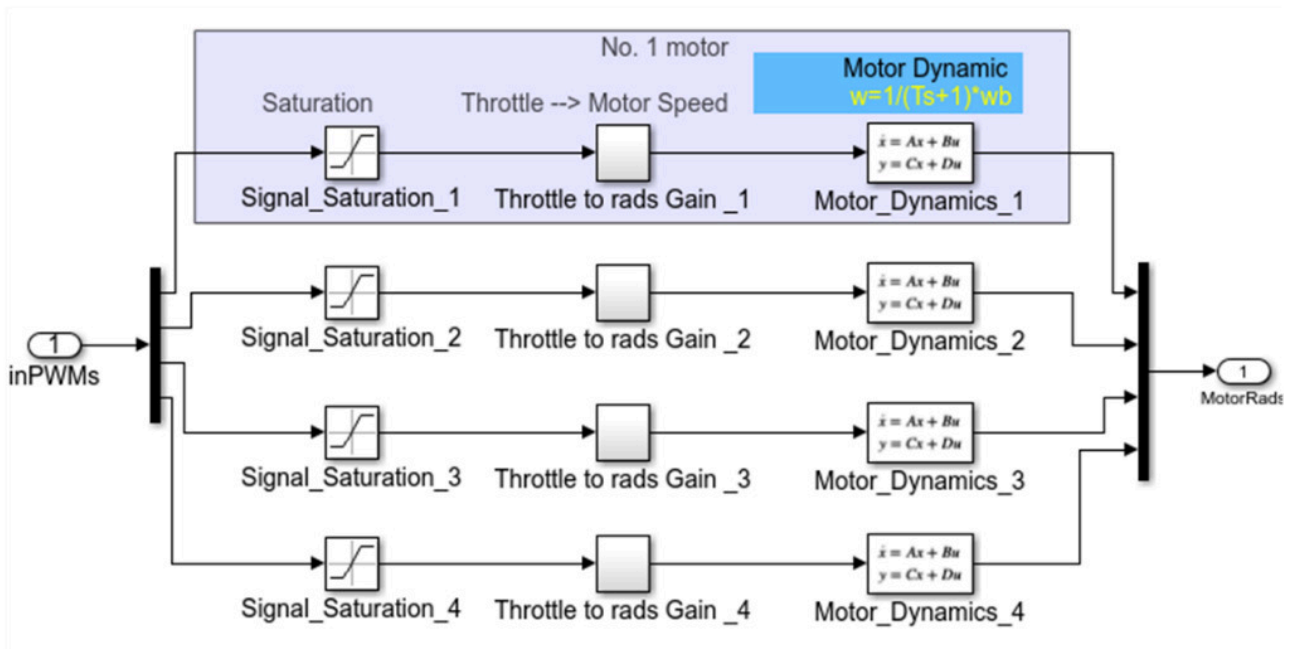 No. 1 motor
Motor Dynamic
w=1/(Ts+1)*wb
Saturation
Throttle --> Motor Speed
ẋ = Ax + Bu
y = Cx + Du
Signal_Saturation_1
Throttle to rads Gain _1
Motor_Dynamics_1
ẋ = Ax + Bu
y = Cx + Du
Signal_Saturation_2
Throttle to rads Gain _2
Motor_Dynamics_2
1
inPWMs
1
MotorRads
ẋ = Ax + Bu
y = Cx + Du
Signal_Saturation_3
Throttle to rads Gain _3
Motor_Dynamics_3
ẋ = Ax + Bu
y = Cx + Du
Signal_Saturation_4
Throttle to rads Gain _4
Motor_Dynamics_4